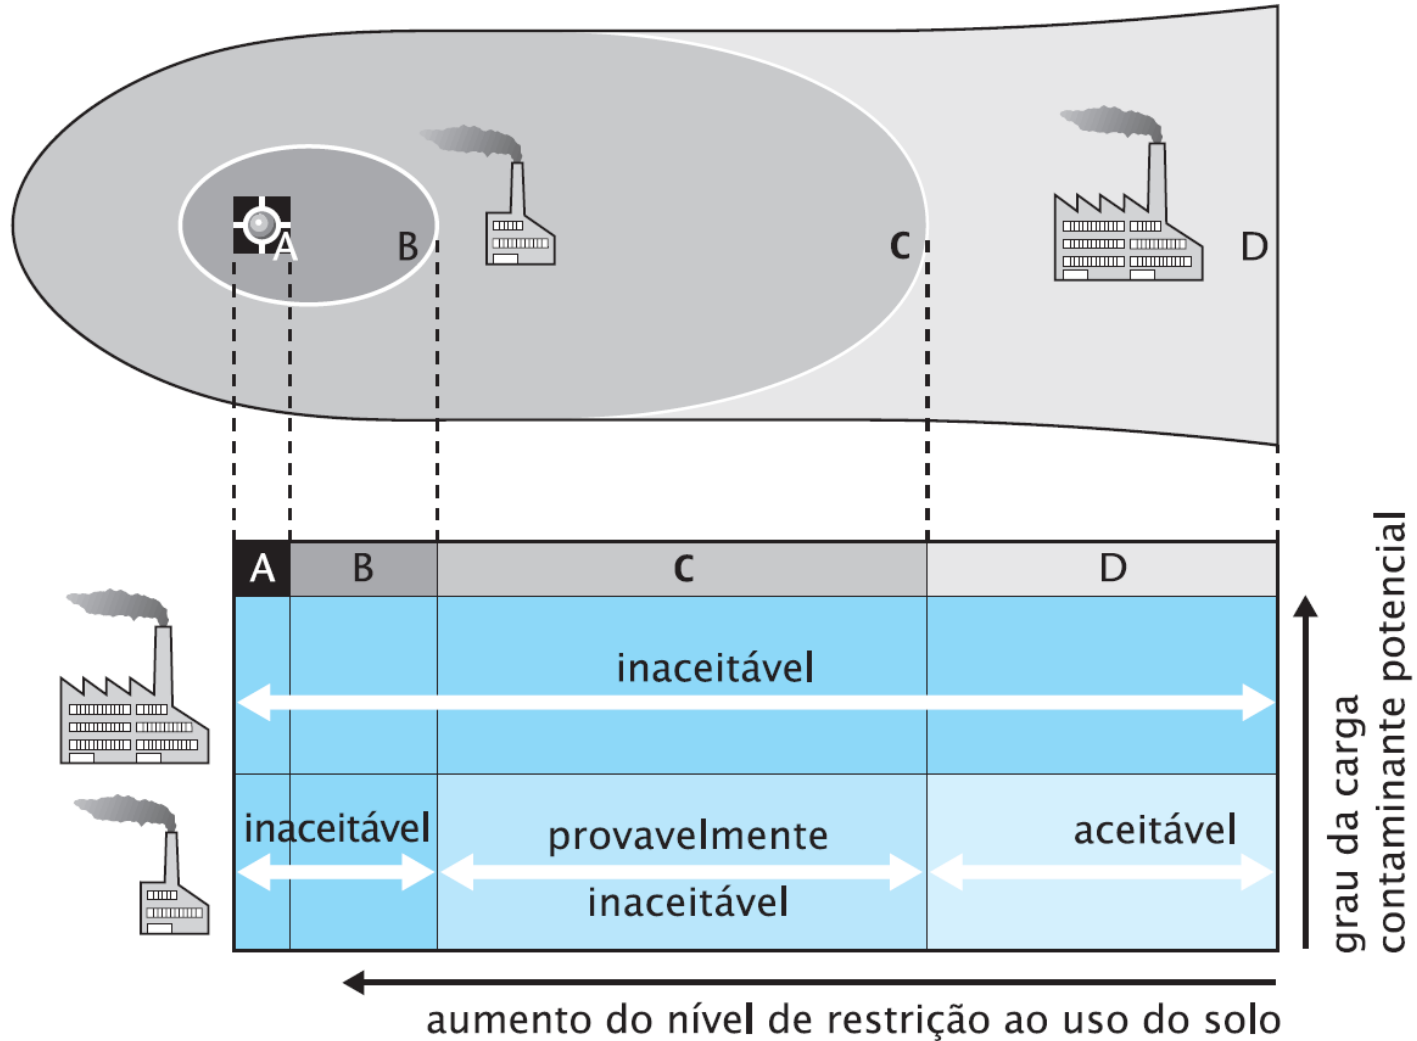 A
B
C
D
A
B
C
D
inaceitável
inaceitável
provavelmente
inaceitável
aceitável
grau da carga
contaminante potencial
aumento do nível de restrição ao uso do solo